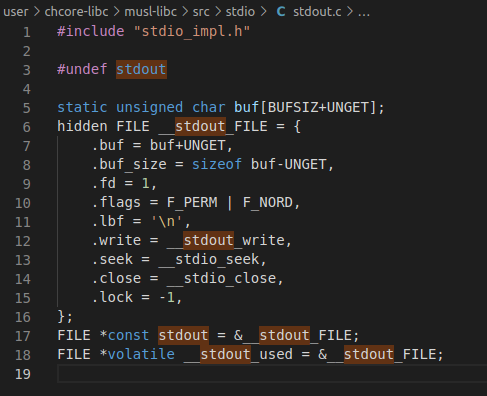 user > chcore-libc > musl-libc > src > stdio > C stdout.c > ...
1 #include "stdio_impl.h"
2
3 #undef stdout
4
5 static unsigned char buf[BUFSIZ+UNGET];
6 hidden FILE __stdout_FILE = {
7 .buf = buf+UNGET,
8 .buf_size = sizeof buf-UNGET,
9 .fd = 1,
10 .flags = F_PERM | F_NORD,
11 .lbf = '\n',
12 .write = __stdout_write,
13 .seek = __stdio_seek,
14 .close = __stdio_close,
15 .lock = -1,
16 };
17 FILE *const stdout = &__stdout_FILE;
18 FILE *volatile __stdout_used = &__stdout_FILE;
19